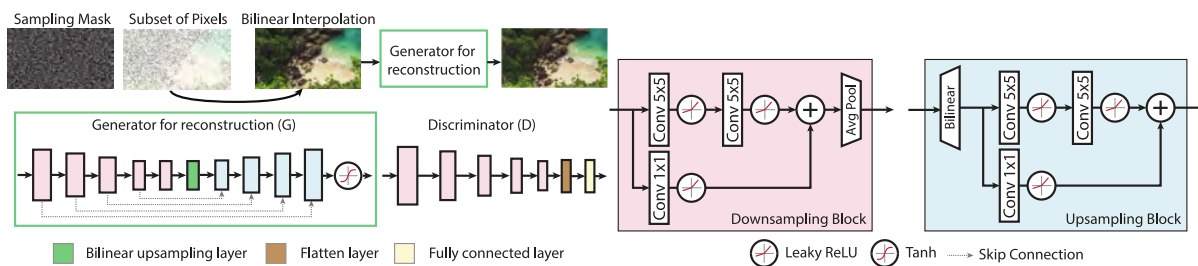 Sampling Mask
Subset of Pixels
Bilinear Interpolation
Generator for
reconstruction
Generator for reconstruction (G)
Discriminator (D)
Bilinear upsampling layer
Flatten layer
Fully connected layer
Conv 5x5
Conv 5x5
Avg Pool
Conv 1x1
Downsampling Block
Bilinear
Conv 5x5
Conv 5x5
Conv 1x1
Upsampling Block
Leaky ReLU
Tanh
Skip Connection